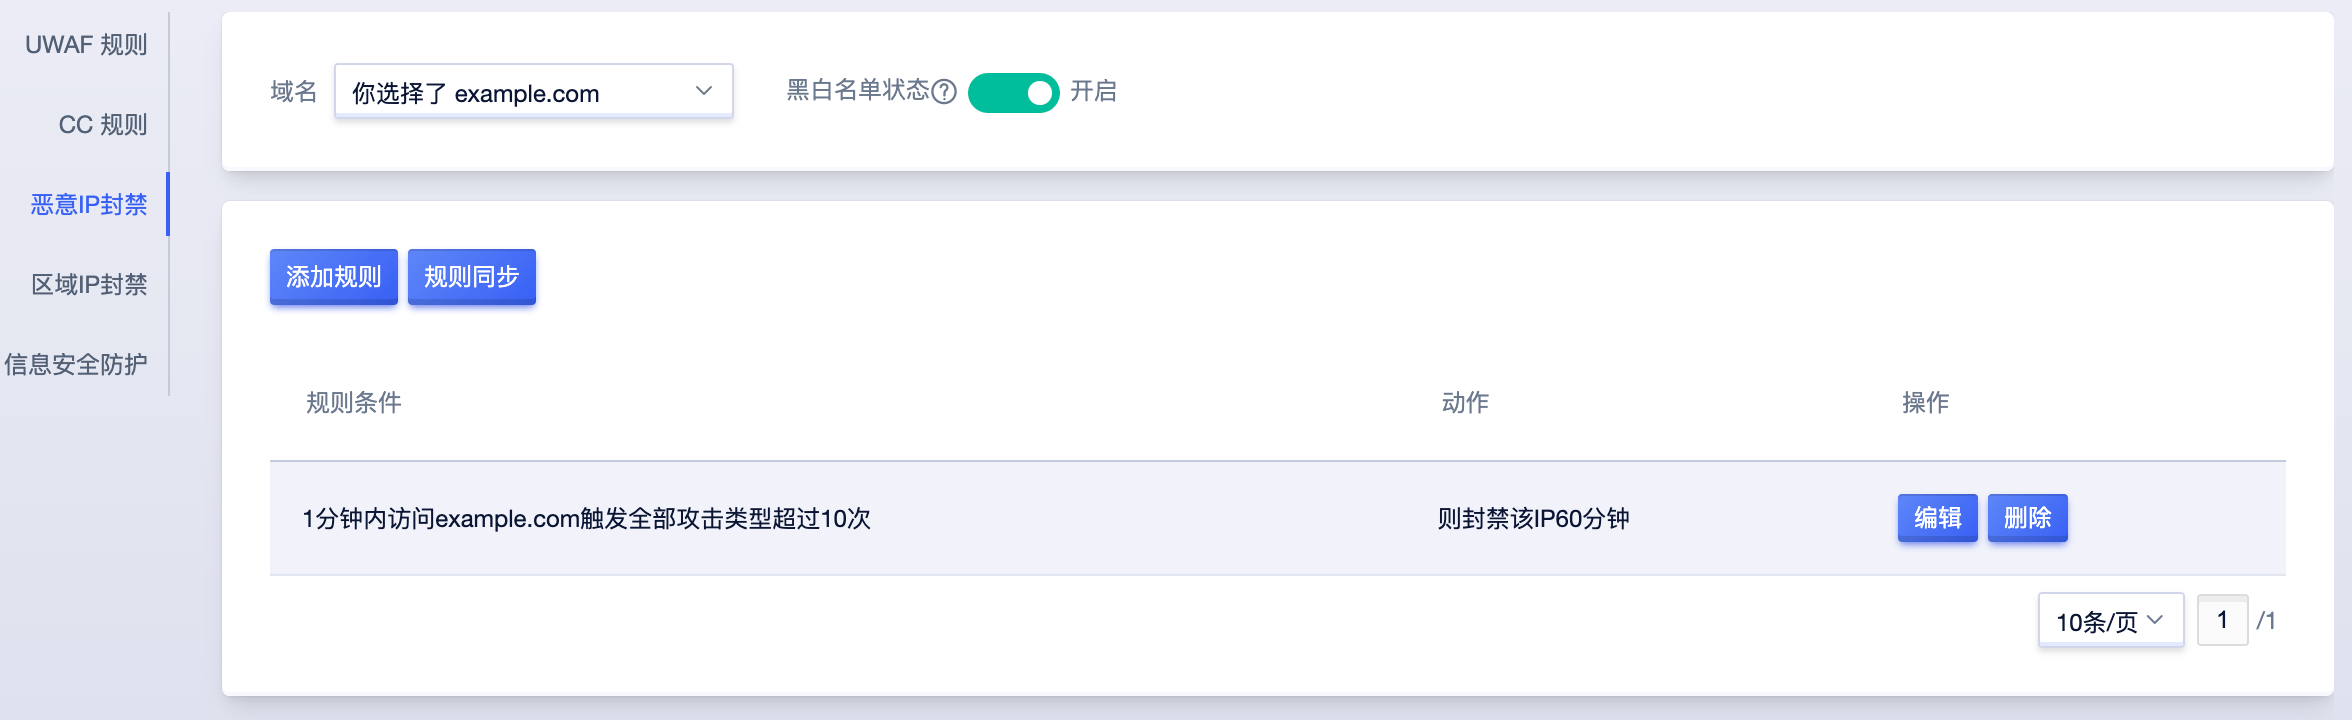 UWAF 规则
CC 规则
恶意IP封禁
区域IP封禁
信息安全防护
域名 你选择了 example.com 黑白名单状态? 开启
添加规则 规则同步
规则条件 动作 操作
1分钟内访问example.com触发全部攻击类型超过10次 则封禁该IP60分钟 编辑 删除
10条/页 1 /1